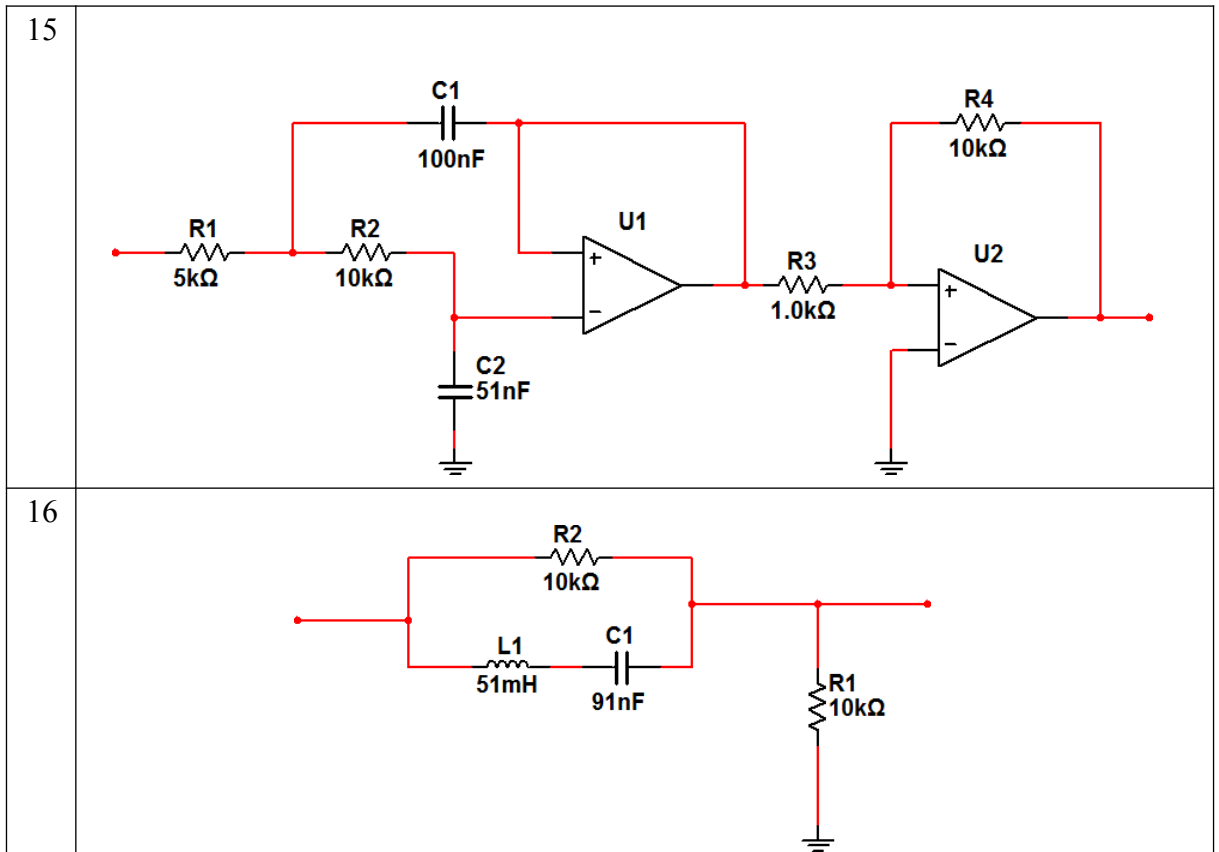 15
C1
100nF
R4
10kΩ
R1
5kΩ
R2
10kΩ
U1
+
−
R3
1.0kΩ
U2
+
−
C2
51nF
16
R2
10kΩ
L1
51mH
C1
91nF
R1
10kΩ